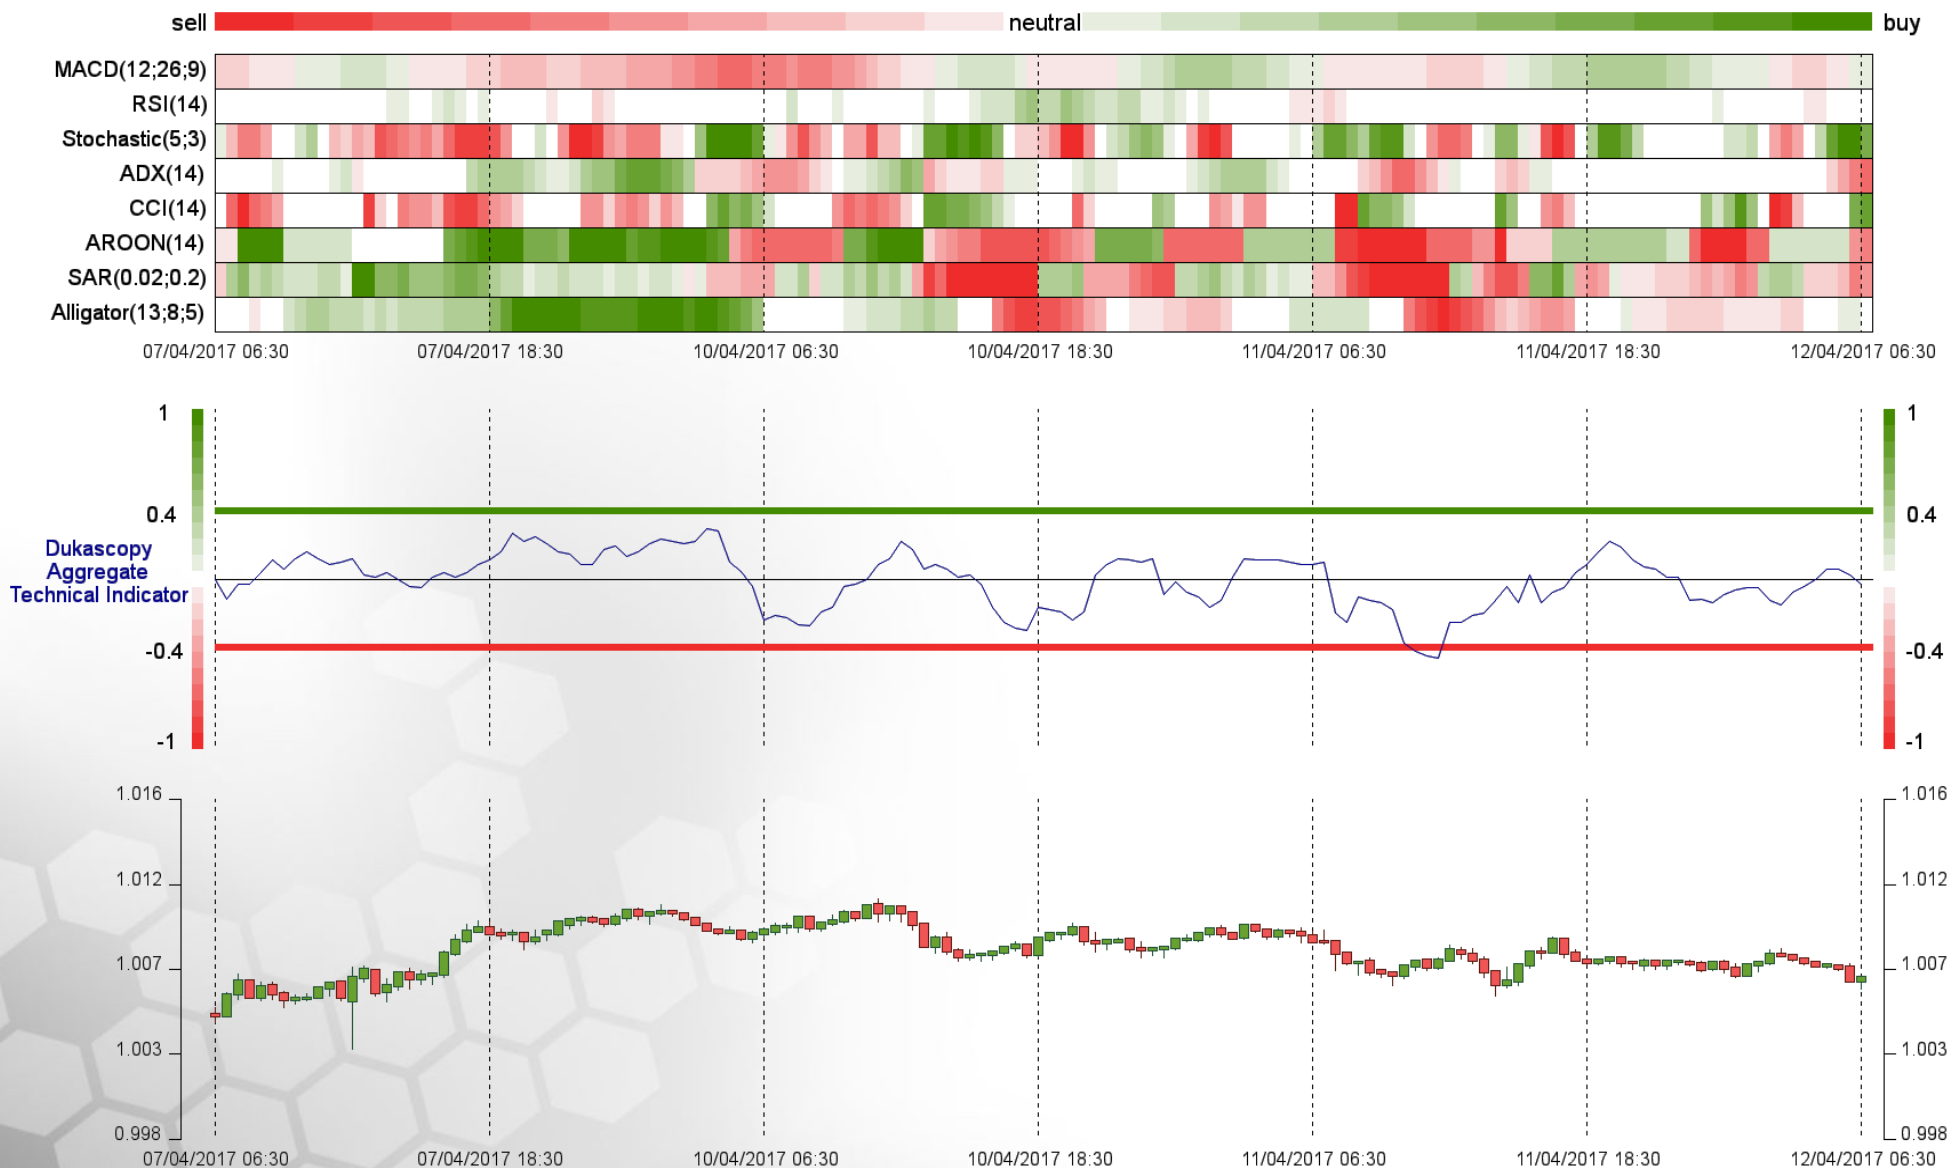 sell neutral buy
MACD(12;26;9)
RSI(14)
Stochastic(5;3)
ADX(14)
CCI(14)
AROON(14)
SAR(0.02;0.2)
Alligator(13;8;5)
07/04/2017 06:30 07/04/2017 18:30 10/04/2017 06:30 10/04/2017 18:30 11/04/2017 06:30 11/04/2017 18:30 12/04/2017 06:30
1 1
0.4 0.4
Dukascopy
Aggregate
Technical Indicator
-0.4 -0.4
-1 -1
1.016 1.016
1.012 1.012
1.007 1.007
1.003 1.003
0.998 0.998
07/04/2017 06:30 07/04/2017 18:30 10/04/2017 06:30 10/04/2017 18:30 11/04/2017 06:30 11/04/2017 18:30 12/04/2017 06:30